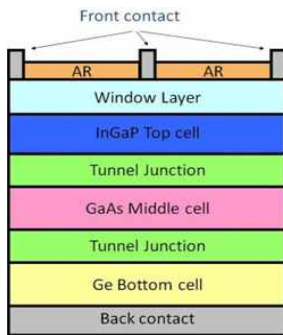 Front contact
AR AR
Window Layer
InGaP Top cell
Tunnel Junction
GaAs Middle cell
Tunnel Junction
Ge Bottom cell
Back contact